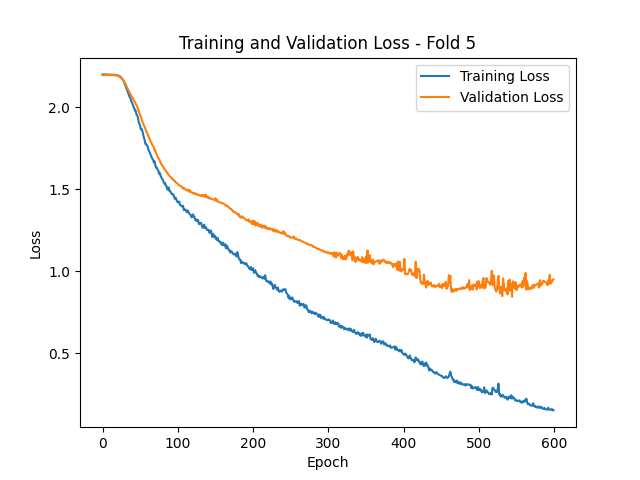 Training and Validation Loss - Fold 5
Training Loss
Validation Loss
Loss
2.0
1.5
1.0
0.5
0 100 200 300 400 500 600
Epoch